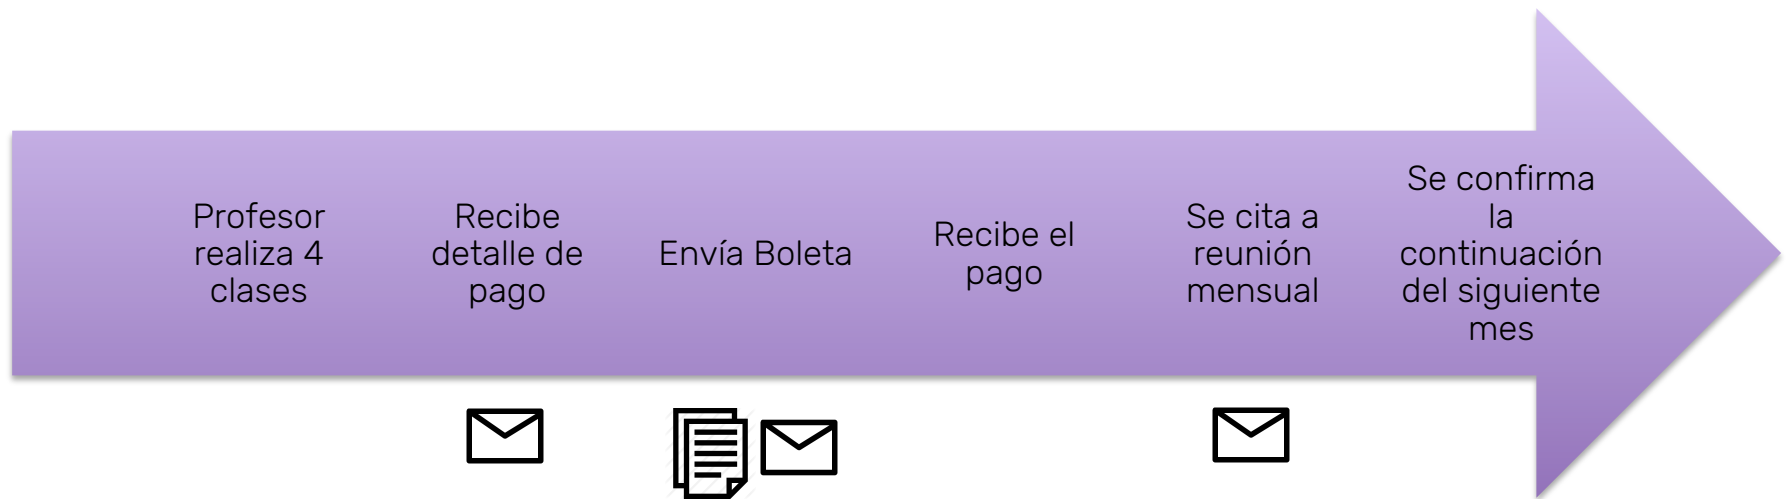 Profesor
realiza 4
clases
Recibe
detalle de
pago
Envía Boleta
Recibe el
pago
Se cita a
reunión
mensual
Se confirma
la
continuación
del siguiente
mes